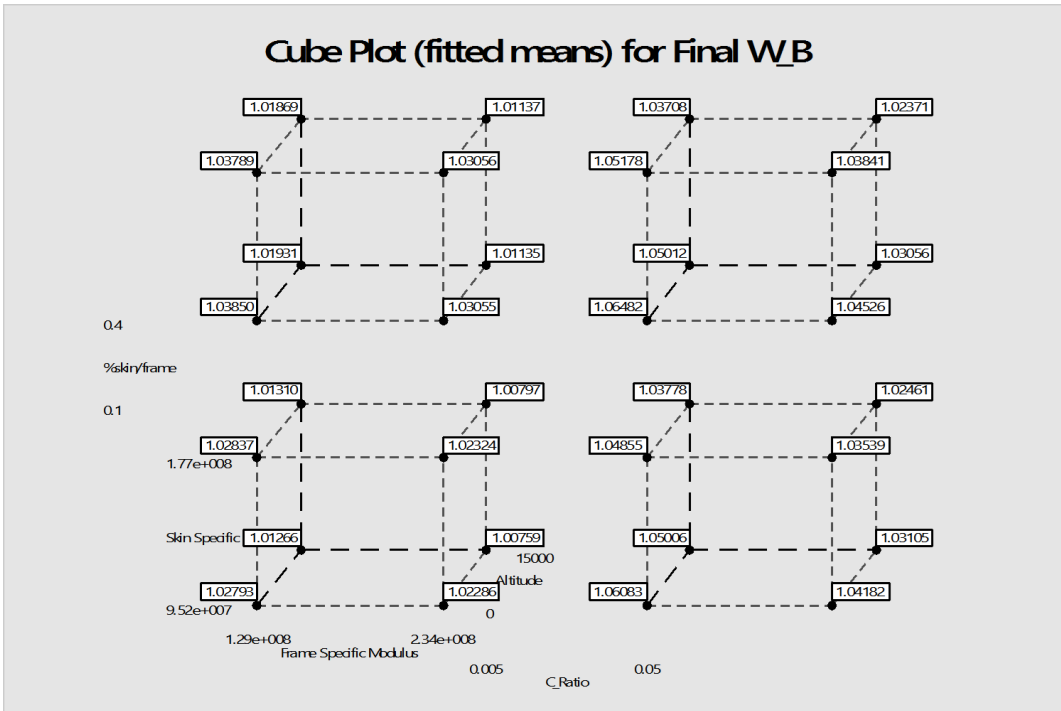 Cube Plot (fitted means) for Final W_B
1.01869 1.01137 1.03708 1.02371
1.03789 1.03056 1.05178 1.03841
1.01931 1.01135 1.05012 1.03056
1.03850 1.03055 1.06482 1.04526
0.4
%skin/frame
0.1
1.01310 1.00797 1.03778 1.02461
1.02837 1.02324 1.04855 1.03539
1.77e+008
Skin Specific 1.01266 1.00759 1.05006 1.03105
15000
Altitude
1.02793 1.02286 1.06083 1.04182
9.52e+007 0
1.29e+008 2.34e+008
Frame Specific Modulus
0.005 0.05
C_Ratio